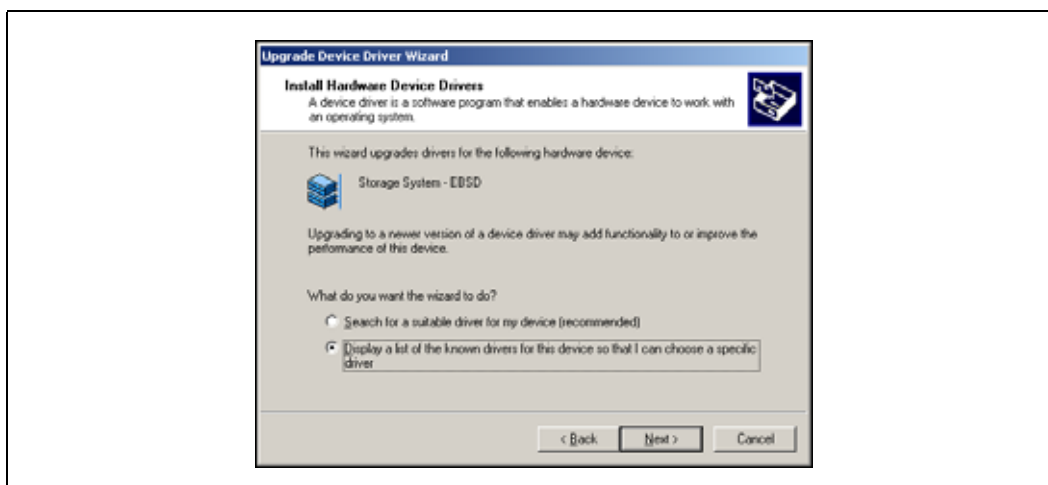 Upgrade Device Driver Wizard
Install Hardware Device Drivers
A device driver is a software program that enables a hardware device to work with
an operating system.
This wizard upgrades drivers for the following hardware device:
Storage System - EBSD
Upgrading to a newer version of a device driver may add functionality to or improve the
performance of this device.
What do you want the wizard to do?
Search for a suitable driver for my device (recommended)
Display a list of the known drivers for this device so that I can choose a specific
driver
< Back Next > Cancel